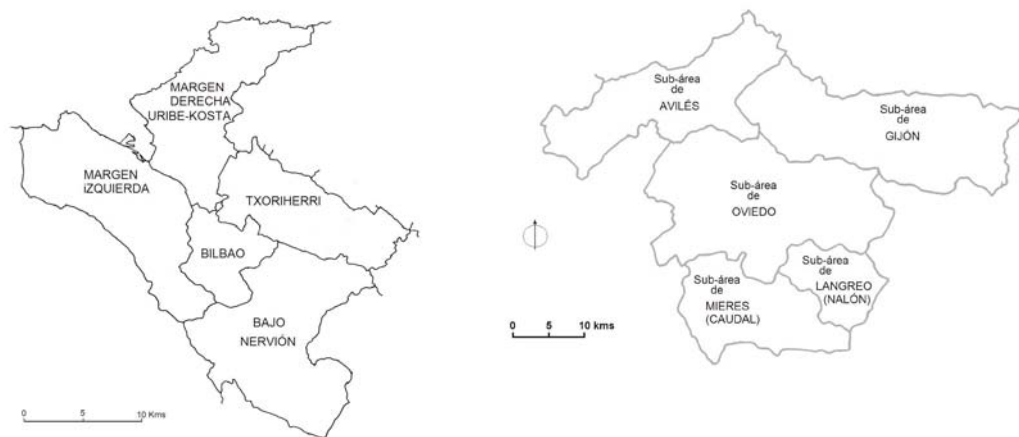 MARGEN
DERECHA
URIBE-KOSTA
MARGEN
iZQUIERDA
TXORIHERRI
BILBAO
BAJO
NERVIÓN
0 5 10 Kms
Sub-área
de
AVILÉS
Sub-área
de
GIJÓN
Sub-área
de
OVIEDO
Sub-área
de
LANGREO
(NALÓN)
Sub-área
de
MIERES
(CAUDAL)
0 5 10 kms